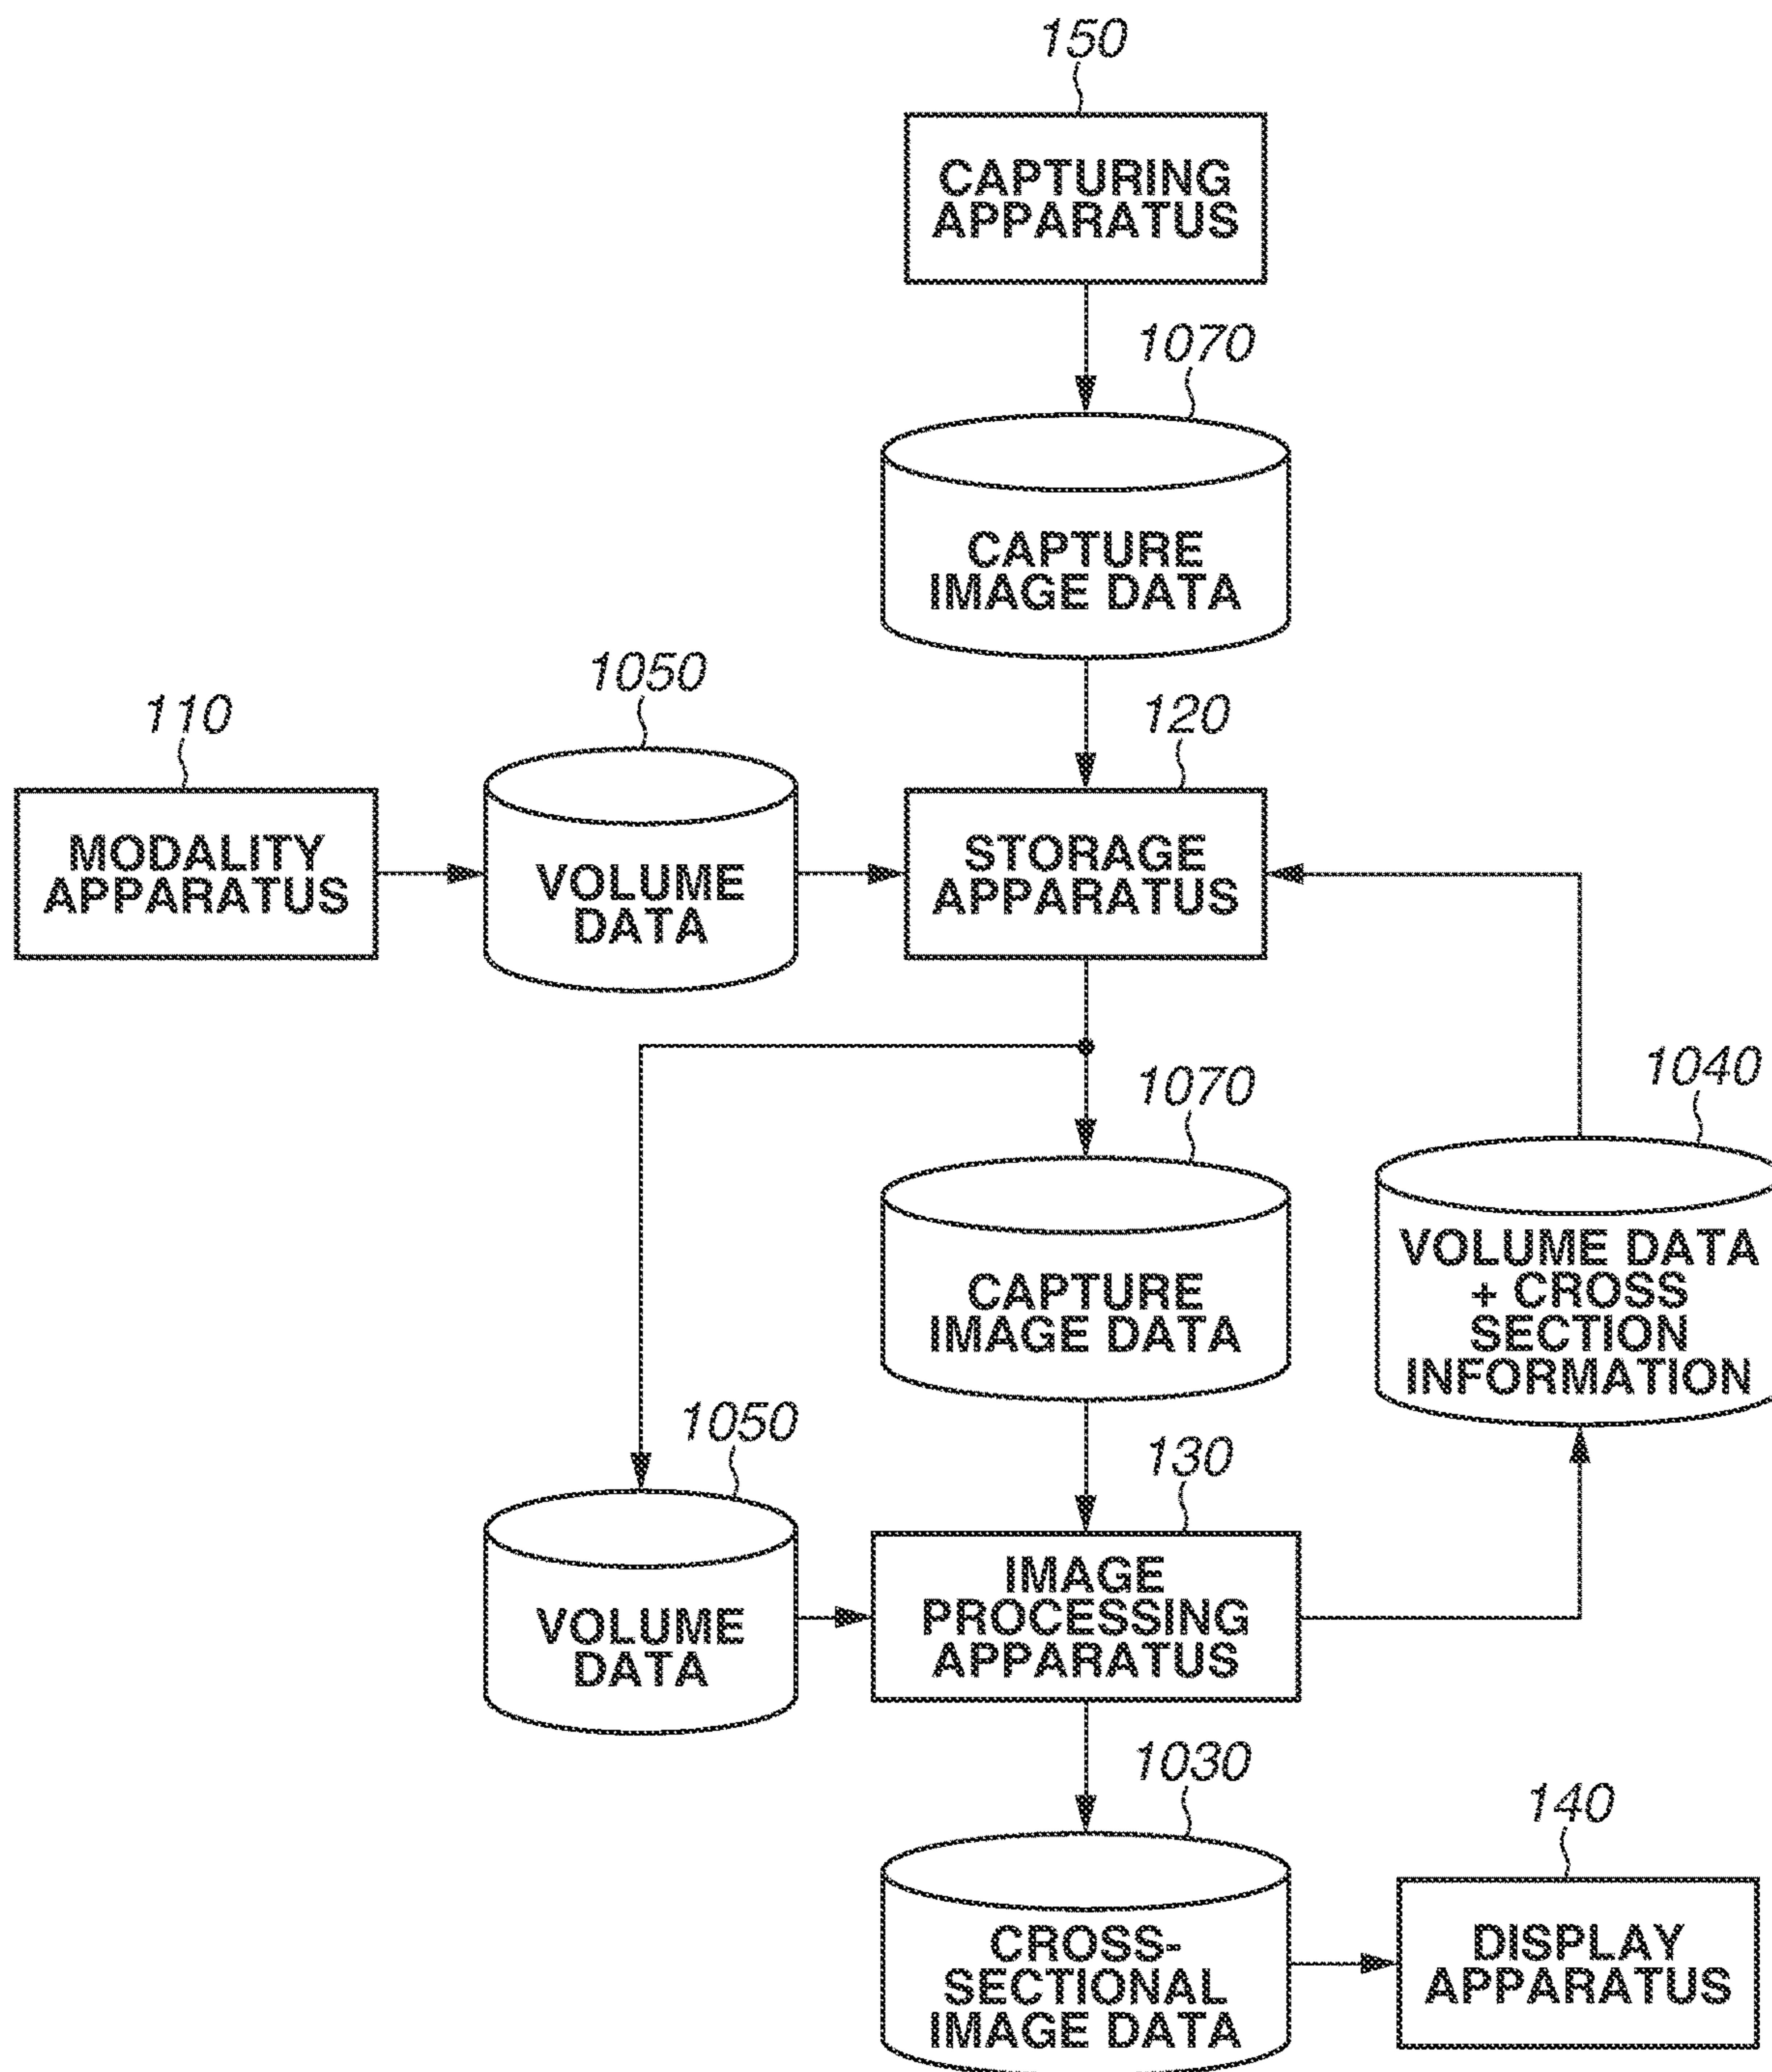 150
CAPTURING
APPARATUS
1070
CAPTURE
IMAGE DATA
1050
110
120
MODALITY
APPARATUS
VOLUME
DATA
STORAGE
APPARATUS
1070
1040
CAPTURE
IMAGE DATA
VOLUME DATA
+ CROSS
SECTION
INFORMATION
1050
130
VOLUME
DATA
IMAGE
PROCESSING
APPARATUS
1030
140
CROSS-
SECTIONAL
IMAGE DATA
DISPLAY
APPARATUS